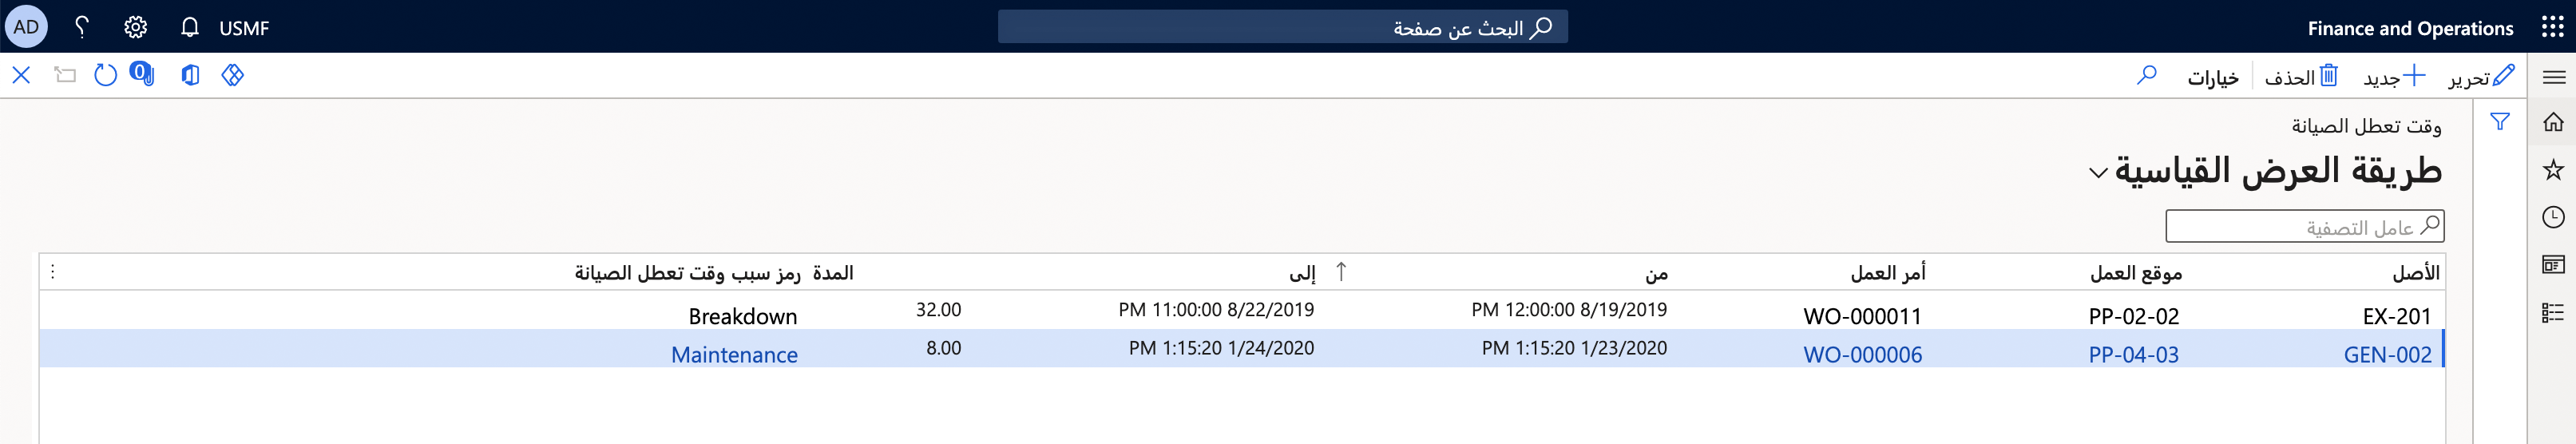 Finance and Operations البحث عن صفحة USMF AD
تحرير جديد الحذف خيارات 0
وقت تعطل الصيانة
طريقة العرض القياسية
عامل التصفية
الأصل موقع العمل أمر العمل من إلى المدة رمز سبب وقت تعطل الصيانة
EX-201 PP-02-02 WO-000011 8/19/2019 12:00:00 PM 8/22/2019 11:00:00 PM 32.00 Breakdown
GEN-002 PP-04-03 WO-000006 1/23/2020 1:15:20 PM 1/24/2020 1:15:20 PM 8.00 Maintenance